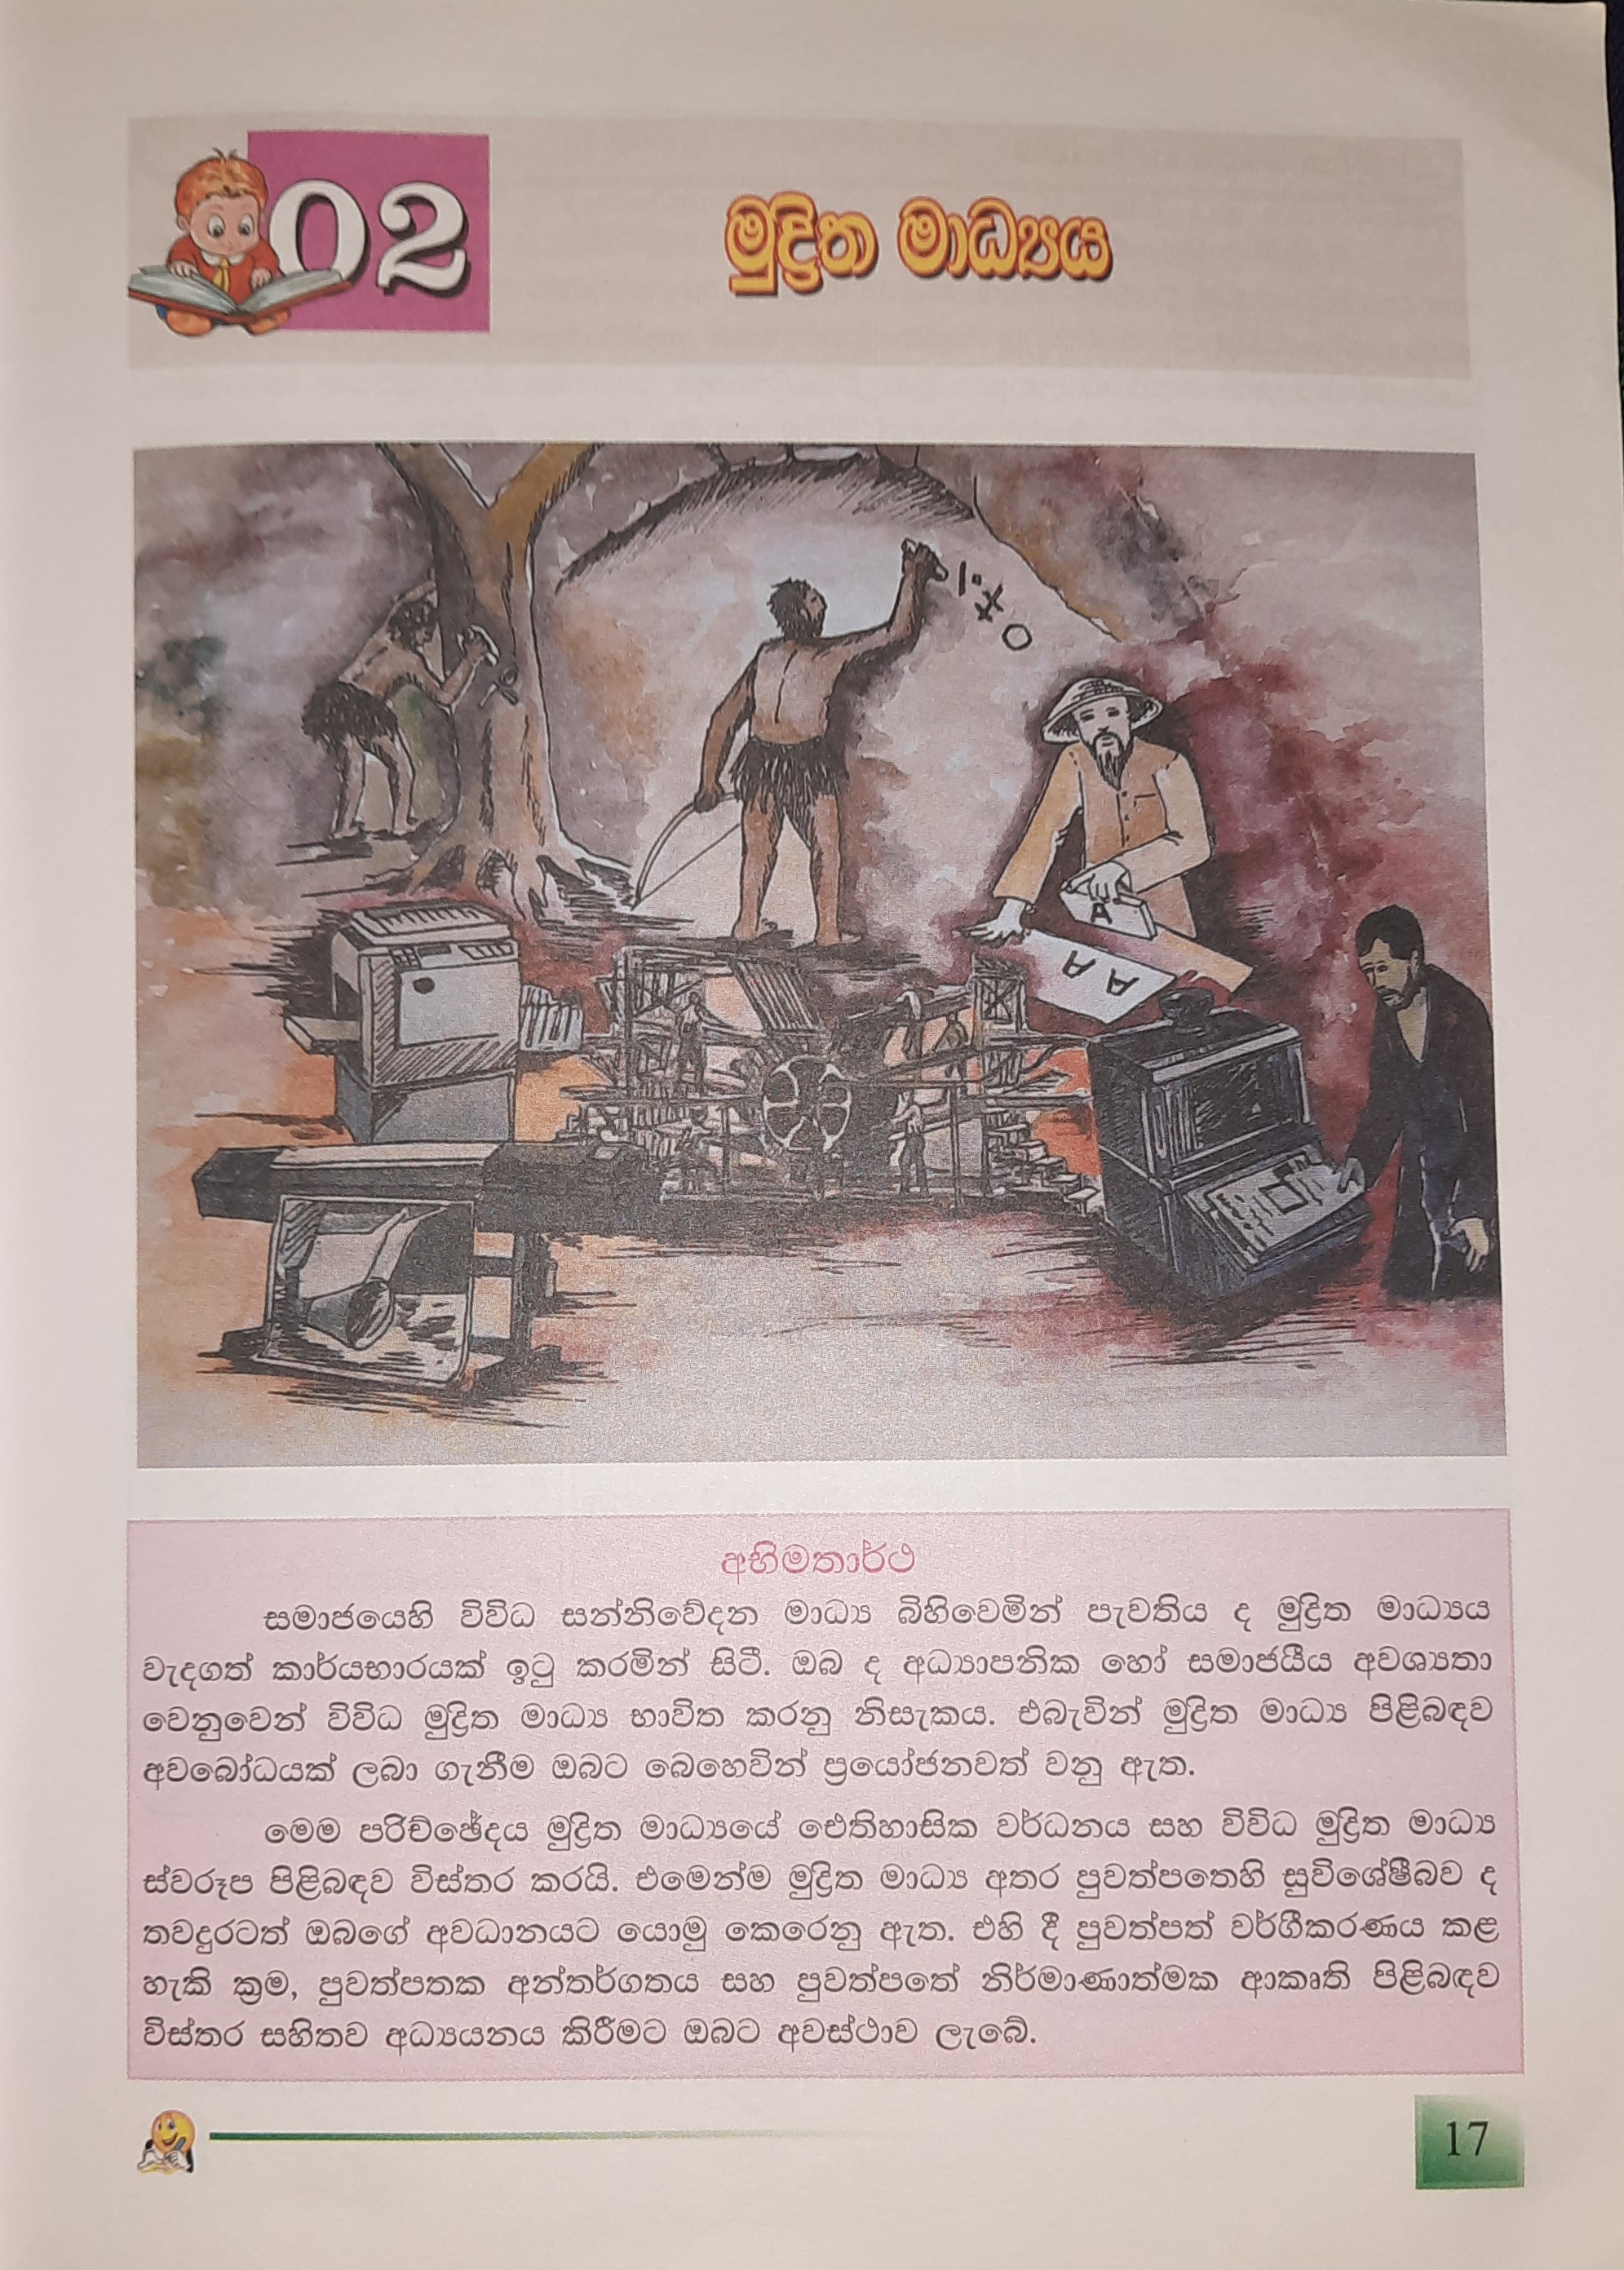 02
මුද්‍රිත මාධ්‍යය
A
A A
අභිමතාර්ථ
සමාජයෙහි විවිධ සන්නිවේදන මාධ්‍ය බිහිවෙමින් පැවතිය ද මුද්‍රිත මාධ්‍යය
වැදගත් කාර්යභාරයක් ඉටු කරමින් සිටී. ඔබ ද අධ්‍යාපනික හෝ සමාජයීය අවශ්‍යතා
වෙනුවෙන් විවිධ මුද්‍රිත මාධ්‍ය භාවිත කරනු නිසැකය. එබැවින් මුද්‍රිත මාධ්‍ය පිළිබඳව
අවබෝධයක් ලබා ගැනීම ඔබට බෙහෙවින් ප්‍රයෝජනවත් වනු ඇත.
මෙම පරිච්ඡේදය මුද්‍රිත මාධ්‍යයේ ඓතිහාසික වර්ධනය සහ විවිධ මුද්‍රිත මාධ්‍ය
ස්වරූප පිළිබඳව විස්තර කරයි. එමෙන්ම මුද්‍රිත මාධ්‍ය අතර පුවත්පතෙහි සුවිශේෂීබව ද
තවදුරටත් ඔබගේ අවධානයට යොමු කෙරෙනු ඇත. එහි දී පුවත්පත් වර්ගීකරණය කළ
හැකි ක්‍රම, පුවත්පතක අන්තර්ගතය සහ පුවත්පතේ නිර්මාණාත්මක ආකෘති පිළිබඳව
විස්තර සහිතව අධ්‍යයනය කිරීමට ඔබට අවස්ථාව ලැබේ.
17